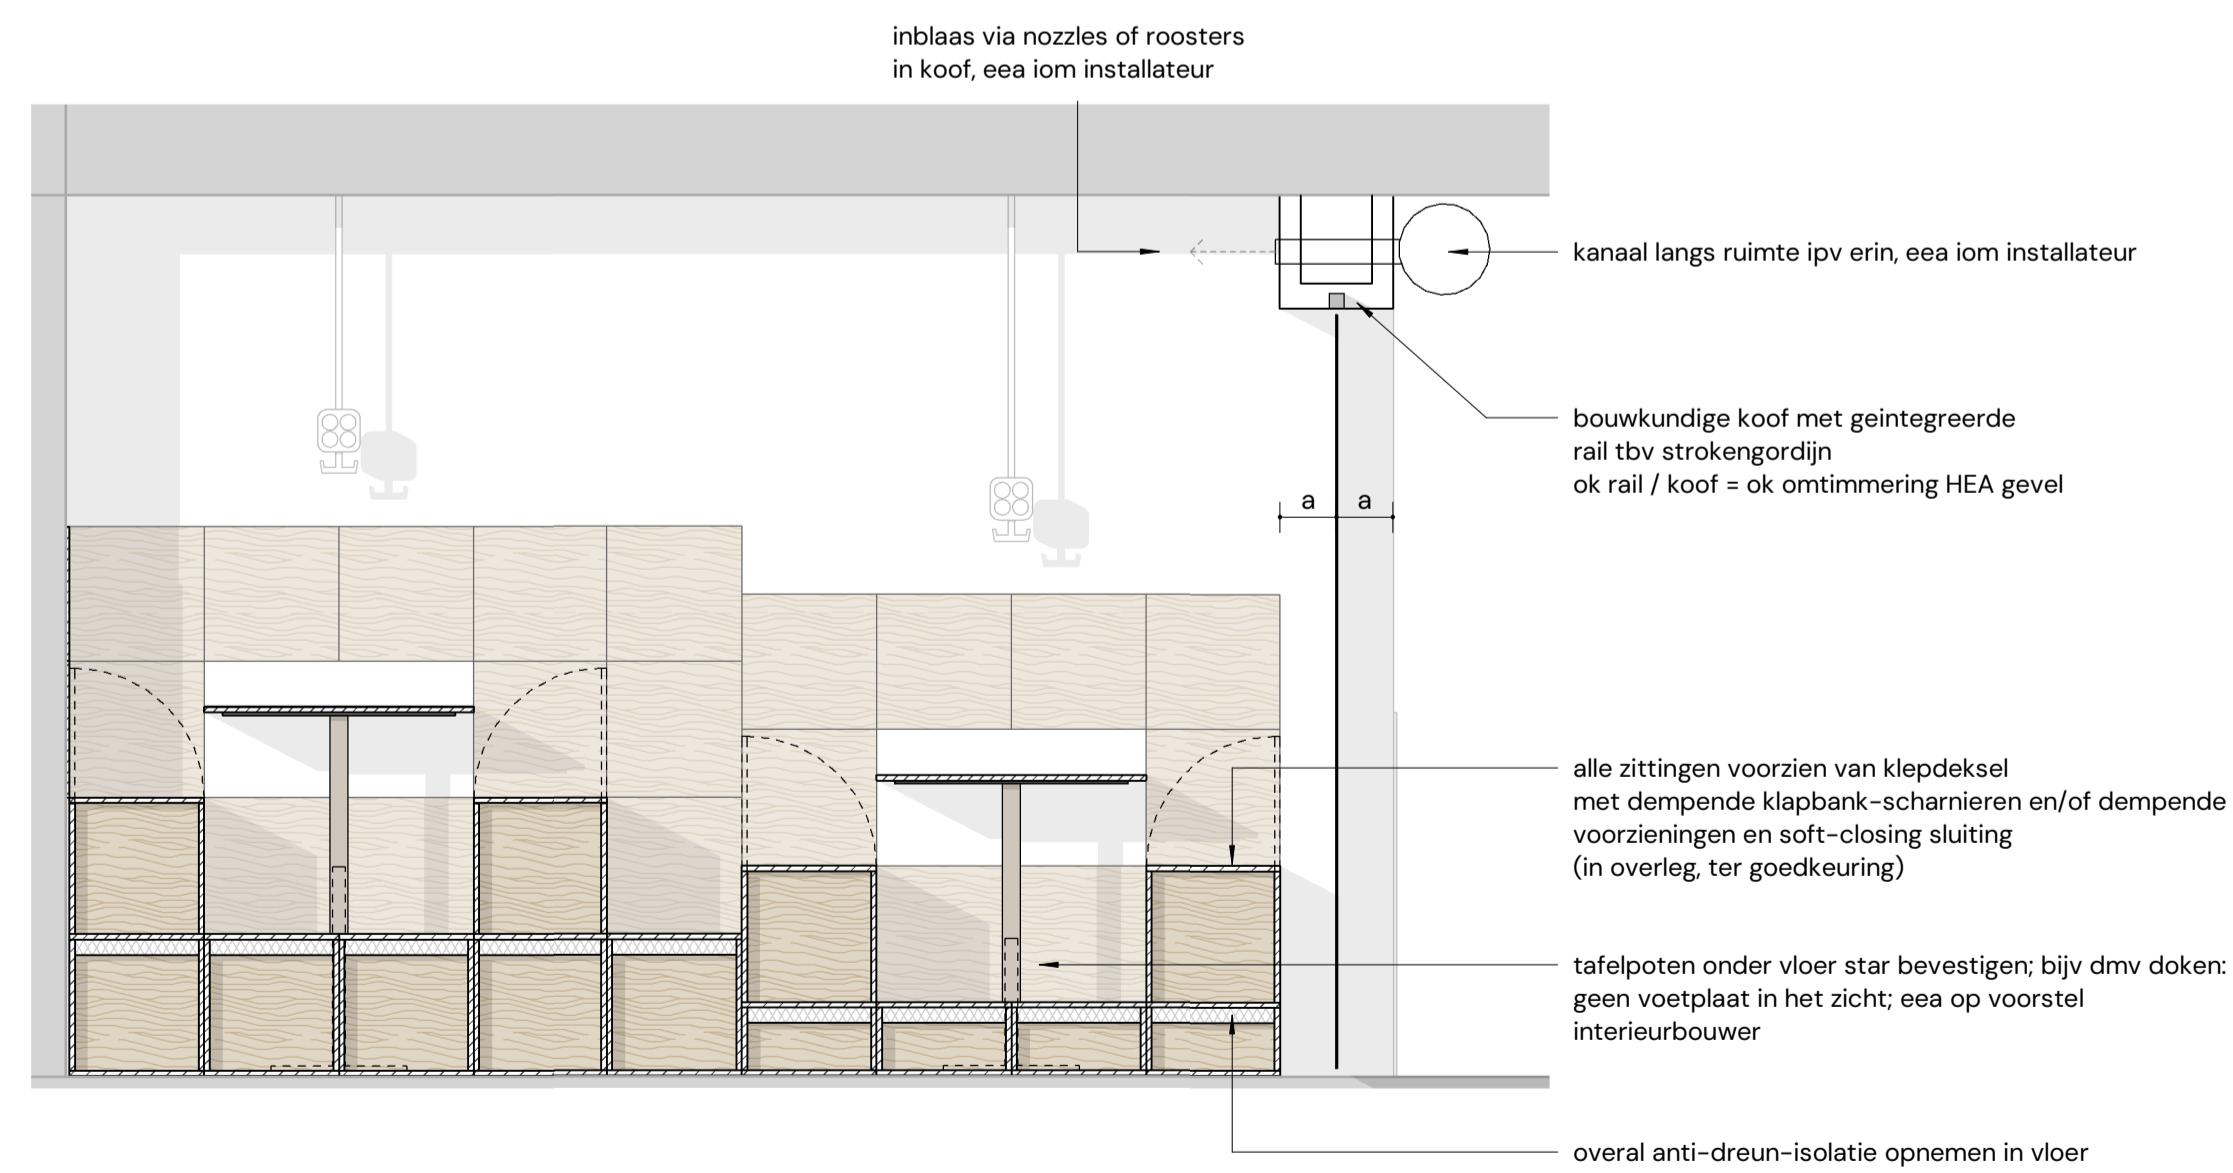 inblaas via nozzles of roosters
in koof, eea iom installateur
kanaal langs ruimte ipv erin, eea iom installateur
bouwkundige koof met geintegreerde
rail tbv strokengordijn
ok rail / koof = ok omtimmering HEA gevel
a a
alle zittingen voorzien van klepdeksel
met dempende klapbank-scharnieren en/of dempende
voorzieningen en soft-closing sluiting
(in overleg, ter goedkeuring)
tafelpoten onder vloer star bevestigen; bijv dmv doken:
geen voetplaat in het zicht; eea op voorstel
interieurbouwer
overal anti-dreun-isolatie opnemen in vloer